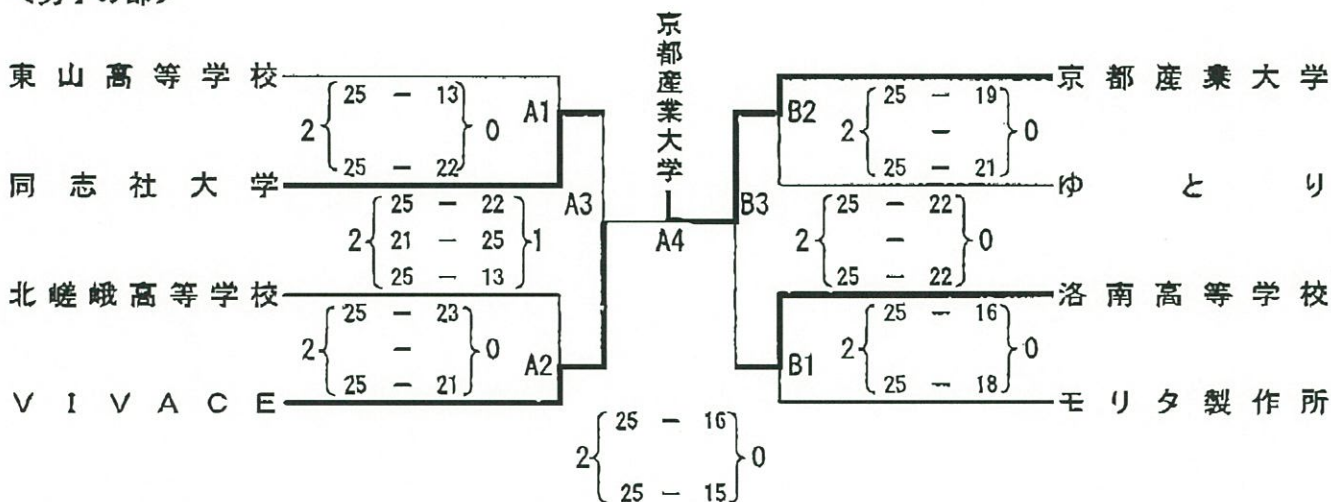 京都産業大学
東山高等学校
2 25 - 13 0
25 - 22
A1
同志社大学
A3
2 25 - 22 1
21 - 25
25 - 13
北嵯峨高等学校
2 25 - 23 0
-
25 - 21
A2
VIVACE
A4
2 25 - 16 0
25 - 15
京都産業大学
B2
2 25 - 19 0
-
25 - 21
ゆとり
B3
2 25 - 22 0
-
25 - 22
洛南高等学校
B1
2 25 - 16 0
25 - 18
モリタ製作所